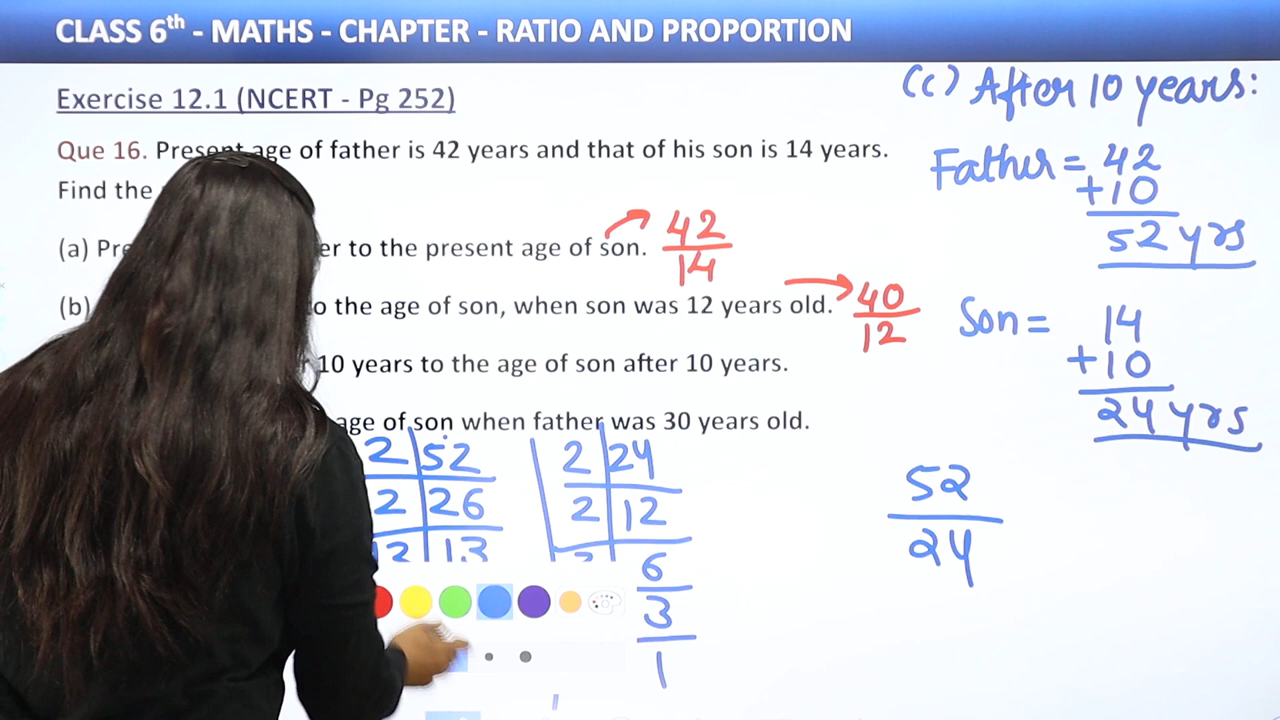 CLASS 6th - MATHS - CHAPTER - RATIO AND PROPORTION
Exercise 12.1 (NCERT - Pg 252)
Que 16. Present age of father is 42 years and that of his son is 14 years.
Find the
(a) Pre er to the present age of son.
42
14
(b) o the age of son, when son was 12 years old.
40
12
10 years to the age of son after 10 years.
age of son when father was 30 years old.
2 52
2 26
13
2 24
2 12
6
3
1
(c) After 10 years:
Father = 42
+10
52 yrs
Son = 14
+10
24 yrs
52
24